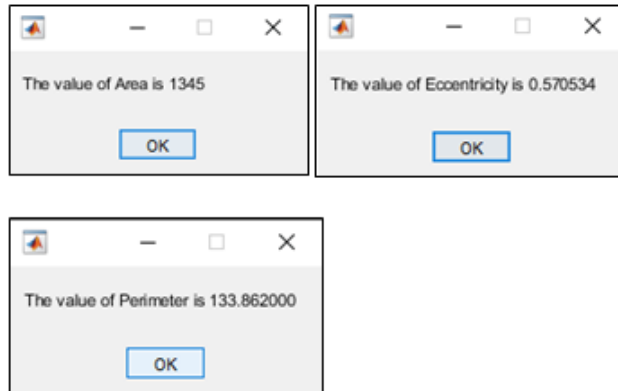 The value of Area is 1345
OK
The value of Eccentricity is 0.570534
OK
The value of Perimeter is 133.862000
OK